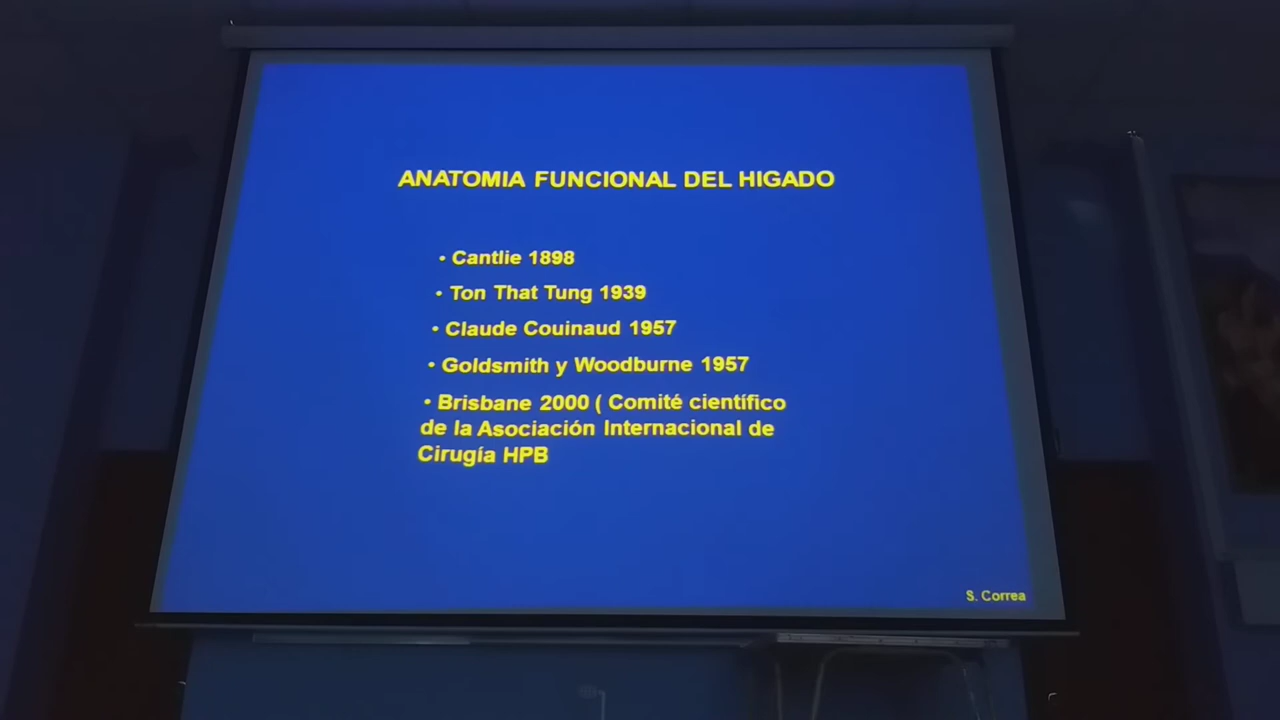 ANATOMIA FUNCIONAL DEL HIGADO
• Cantlie 1898
• Ton That Tung 1939
• Claude Couinaud 1957
• Goldsmith y Woodburne 1957
• Brisbane 2000 ( Comité científico
de la Asociación Internacional de
Cirugía HPB
S. Correa